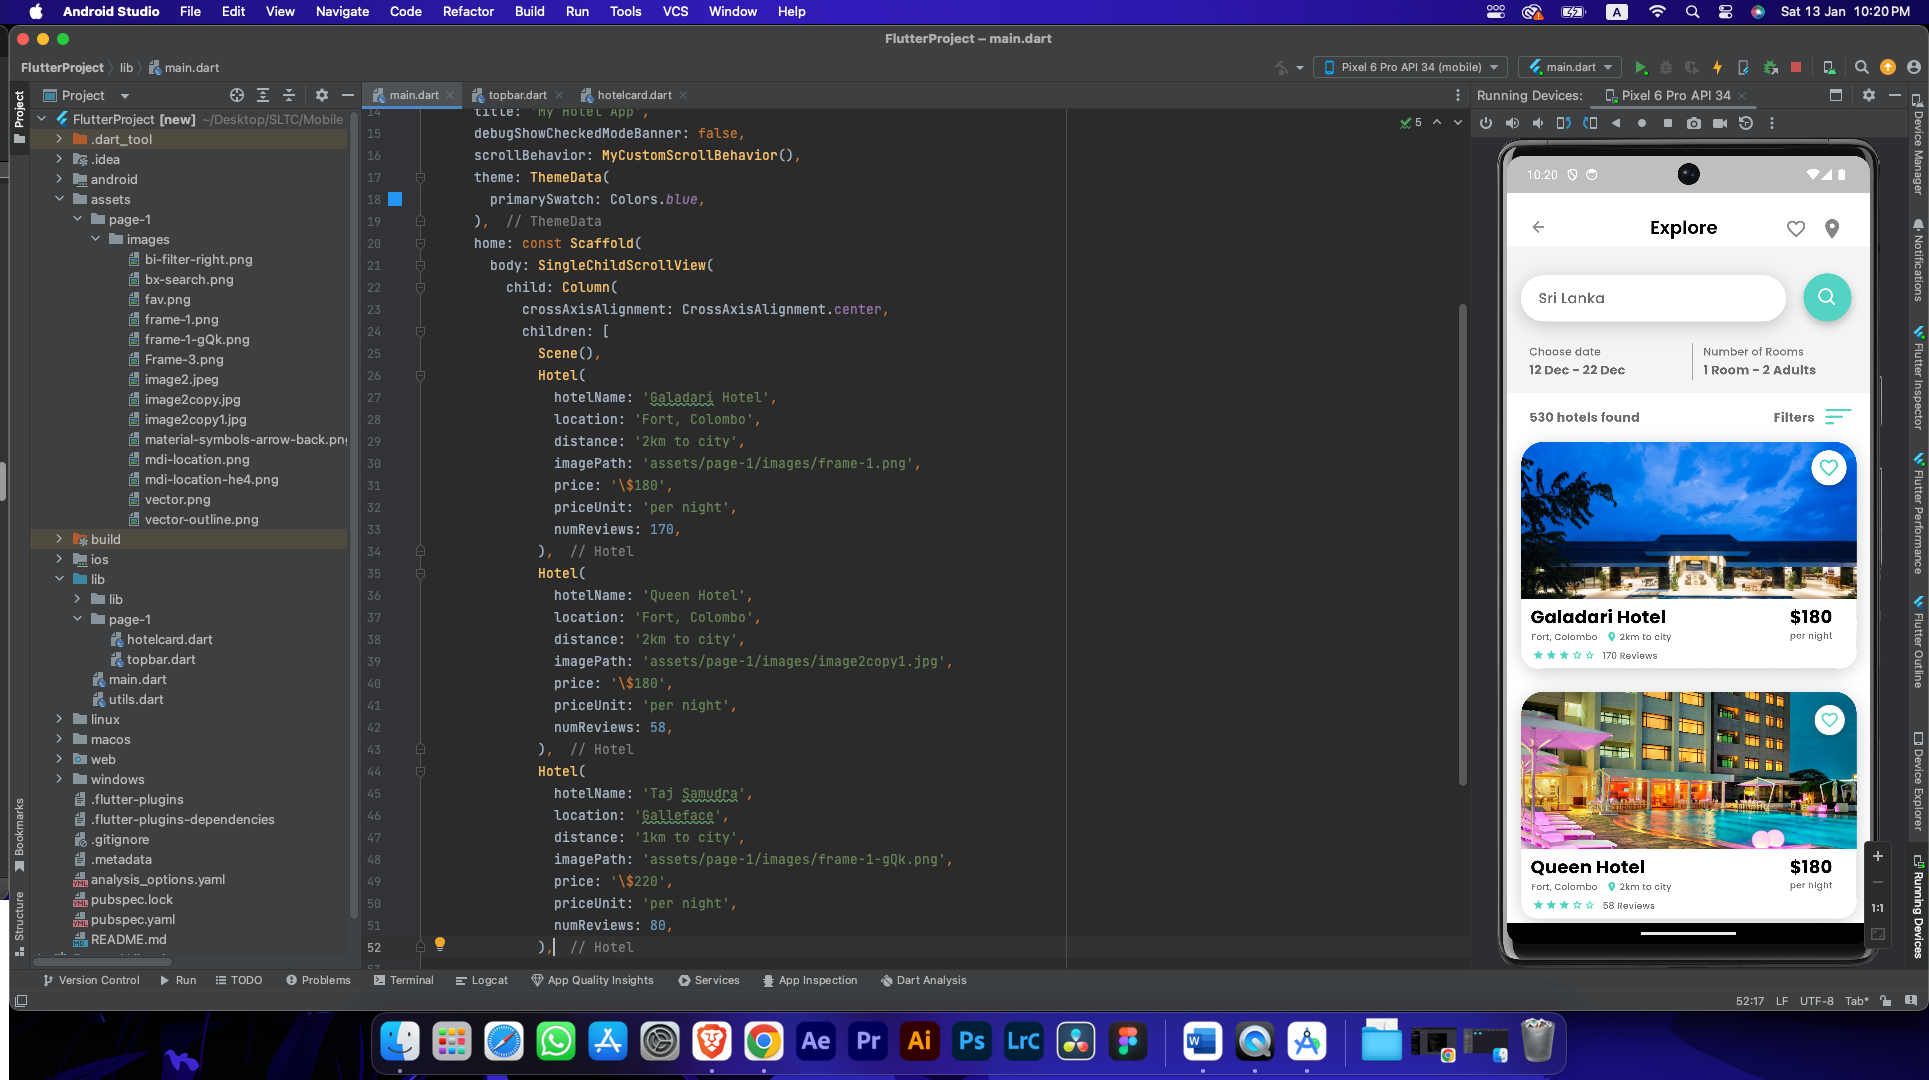 Android Studio File Edit View Navigate Code Refactor Build Run Tools VCS Window Help
A Sat 13 Jan 10:20 PM
FlutterProject – main.dart
FlutterProject lib main.dart
Pixel 6 Pro API 34 (mobile) main.dart
Project
main.dart topbar.dart hotelcard.dart
Running Devices: Pixel 6 Pro API 34
Project
Bookmarks
Structure
FlutterProject [new] ~/Desktop/SLTC/Mobile
.dart_tool
.idea
android
assets
page-1
images
bi-filter-right.png
bx-search.png
fav.png
frame-1.png
frame-1-gQk.png
Frame-3.png
image2.jpeg
image2copy.jpg
image2copy1.jpg
material-symbols-arrow-back.png
mdi-location.png
mdi-location-he4.png
vector.png
vector-outline.png
build
ios
lib
lib
page-1
hotelcard.dart
topbar.dart
main.dart
utils.dart
linux
macos
web
windows
.flutter-plugins
.flutter-plugins-dependencies
.gitignore
.metadata
analysis_options.yaml
pubspec.lock
pubspec.yaml
README.md
5
14 title: 'My Hotel App',
15 debugShowCheckedModeBanner: false,
16 scrollBehavior: MyCustomScrollBehavior(),
17 theme: ThemeData(
18 primarySwatch: Colors.blue,
19 ), // ThemeData
20 home: const Scaffold(
21 body: SingleChildScrollView(
22 child: Column(
23 crossAxisAlignment: CrossAxisAlignment.center,
24 children: [
25 Scene(),
26 Hotel(
27 hotelName: 'Galadari Hotel',
28 location: 'Fort, Colombo',
29 distance: '2km to city',
30 imagePath: 'assets/page-1/images/frame-1.png',
31 price: '\$180',
32 priceUnit: 'per night',
33 numReviews: 170,
34 ), // Hotel
35 Hotel(
36 hotelName: 'Queen Hotel',
37 location: 'Fort, Colombo',
38 distance: '2km to city',
39 imagePath: 'assets/page-1/images/image2copy1.jpg',
40 price: '\$180',
41 priceUnit: 'per night',
42 numReviews: 58,
43 ), // Hotel
44 Hotel(
45 hotelName: 'Taj Samudra',
46 location: 'Galleface',
47 distance: '1km to city',
48 imagePath: 'assets/page-1/images/frame-1-gQk.png',
49 price: '\$220',
50 priceUnit: 'per night',
51 numReviews: 80,
52 ), // Hotel
10:20
Explore
Sri Lanka
Choose date Number of Rooms
12 Dec - 22 Dec 1 Room - 2 Adults
530 hotels found Filters
Galadari Hotel $180
Fort, Colombo 2km to city per night
170 Reviews
Queen Hotel $180
Fort, Colombo 2km to city per night
58 Reviews
1:1
Device Manager
Notifications
Flutter Inspector
Flutter Performance
Flutter Outline
Device Explorer
Running Devices
Version Control Run TODO Problems Terminal Logcat App Quality Insights Services App Inspection Dart Analysis
52:17 LF UTF-8 Tab*
Ae Pr Ai Ps LrC W